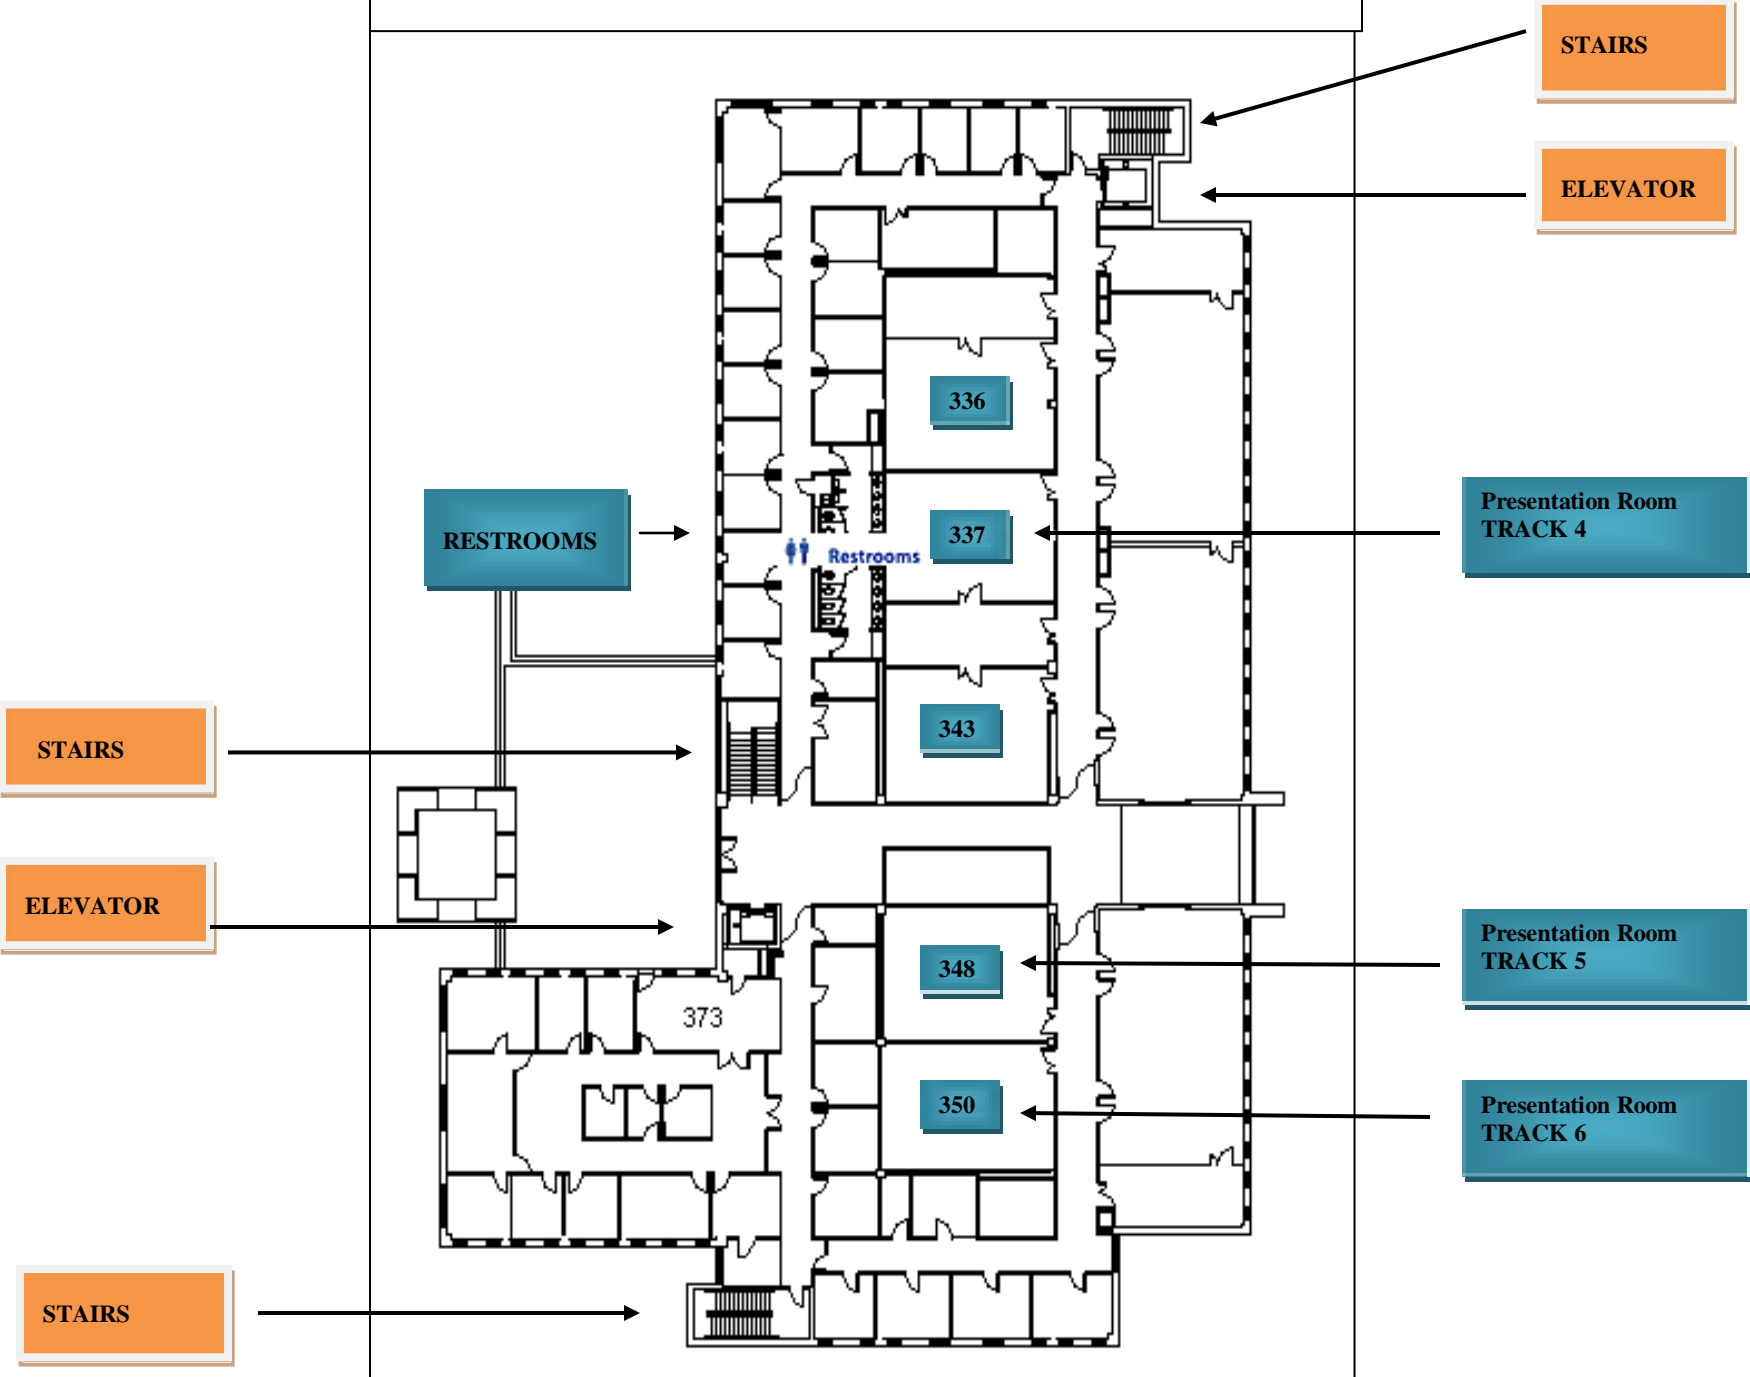 STAIRS
ELEVATOR
336
RESTROOMS
337
Presentation Room
TRACK 4
Restrooms
343
STAIRS
ELEVATOR
348
Presentation Room
TRACK 5
373
350
Presentation Room
TRACK 6
STAIRS